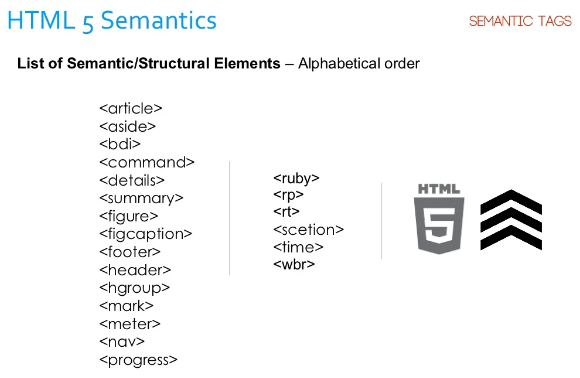 HTML 5 Semantics
SEMANTIC TAGS
List of Semantic/Structural Elements – Alphabetical order
<article>
<aside>
<bdi>
<command>
<details>
<summary>
<figure>
<figcaption>
<footer>
<header>
<hgroup>
<mark>
<meter>
<nav>
<progress>
<ruby>
<rp>
<rt>
<scetion>
<time>
<wbr>
HTML
5